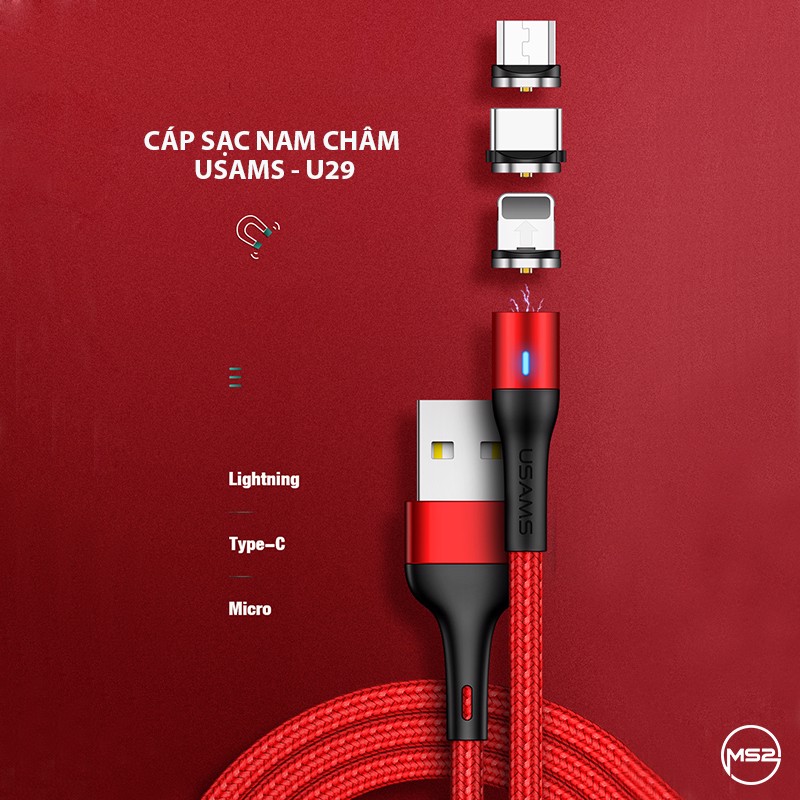 CÁP SẠC NAM CHÂM
USAMS - U29
Lightning
Type-C
Micro
USAMS
MS2